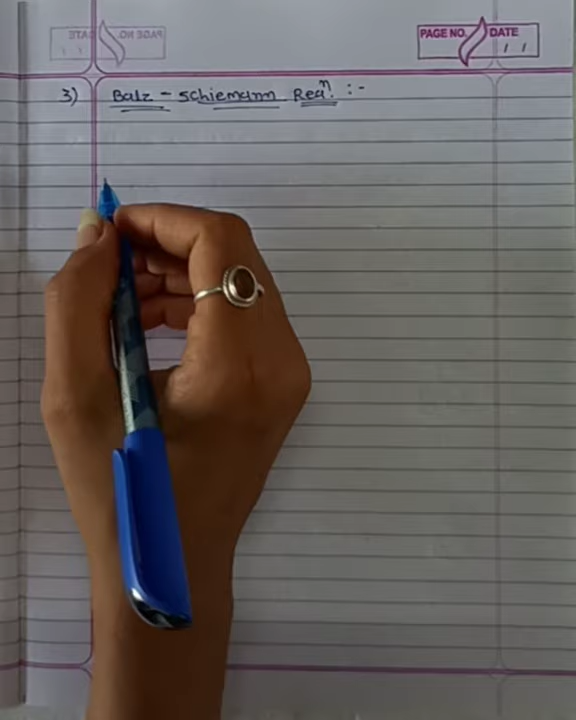 PAGE NO. DATE
/ /
3) Balz - Schiemann Reaⁿ. :-